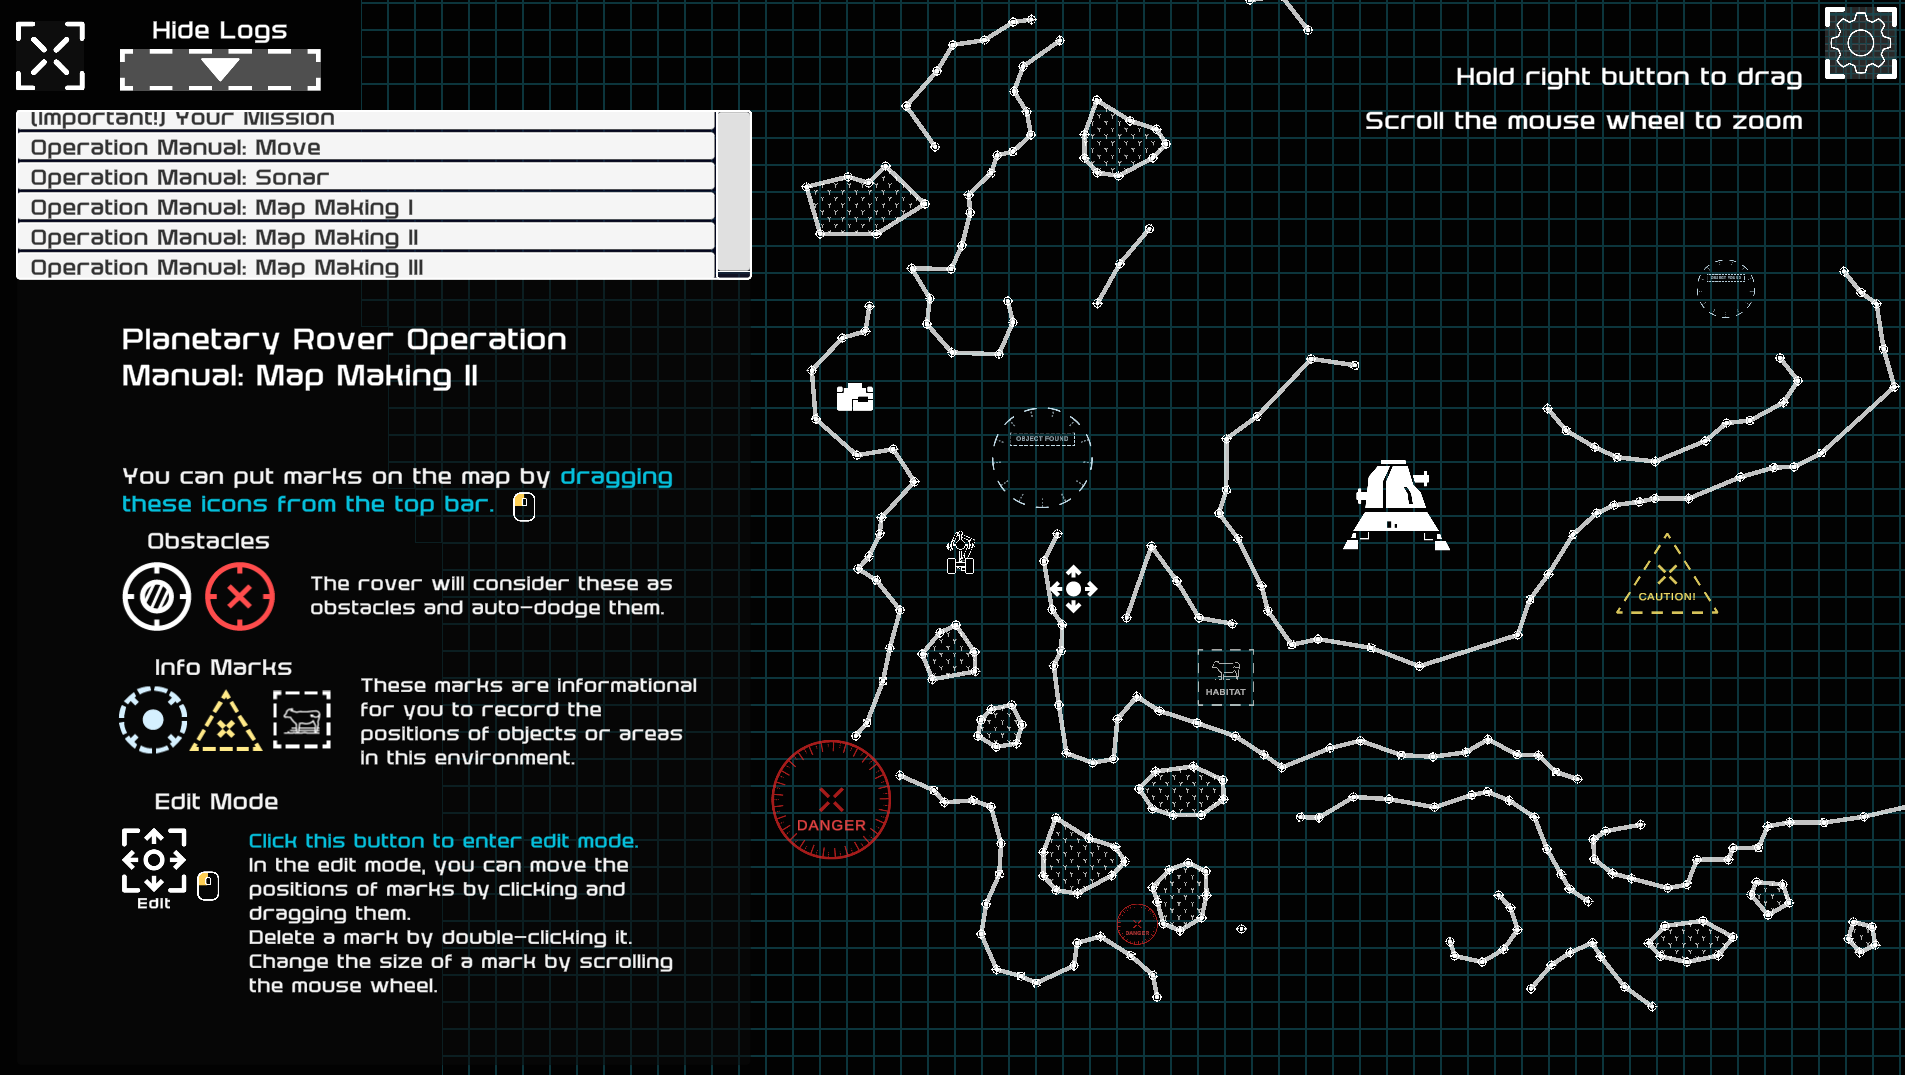 Hide Logs
(Important!) Your Mission
Operation Manual: Move
Operation Manual: Sonar
Operation Manual: Map Making I
Operation Manual: Map Making II
Operation Manual: Map Making III
Planetary Rover Operation
Manual: Map Making II
You can put marks on the map by dragging
these icons from the top bar.
Obstacles
The rover will consider these as
obstacles and auto-dodge them.
Info Marks
These marks are informational
for you to record the
positions of objects or areas
in this environment.
Edit Mode
Edit
Click this button to enter edit mode.
In the edit mode, you can move the
positions of marks by clicking and
dragging them.
Delete a mark by double-clicking it.
Change the size of a mark by scrolling
the mouse wheel.
Hold right button to drag
Scroll the mouse wheel to zoom
OBJECT FOUND
OBJECT FOUND
CAUTION!
HABITAT
DANGER
DANGER